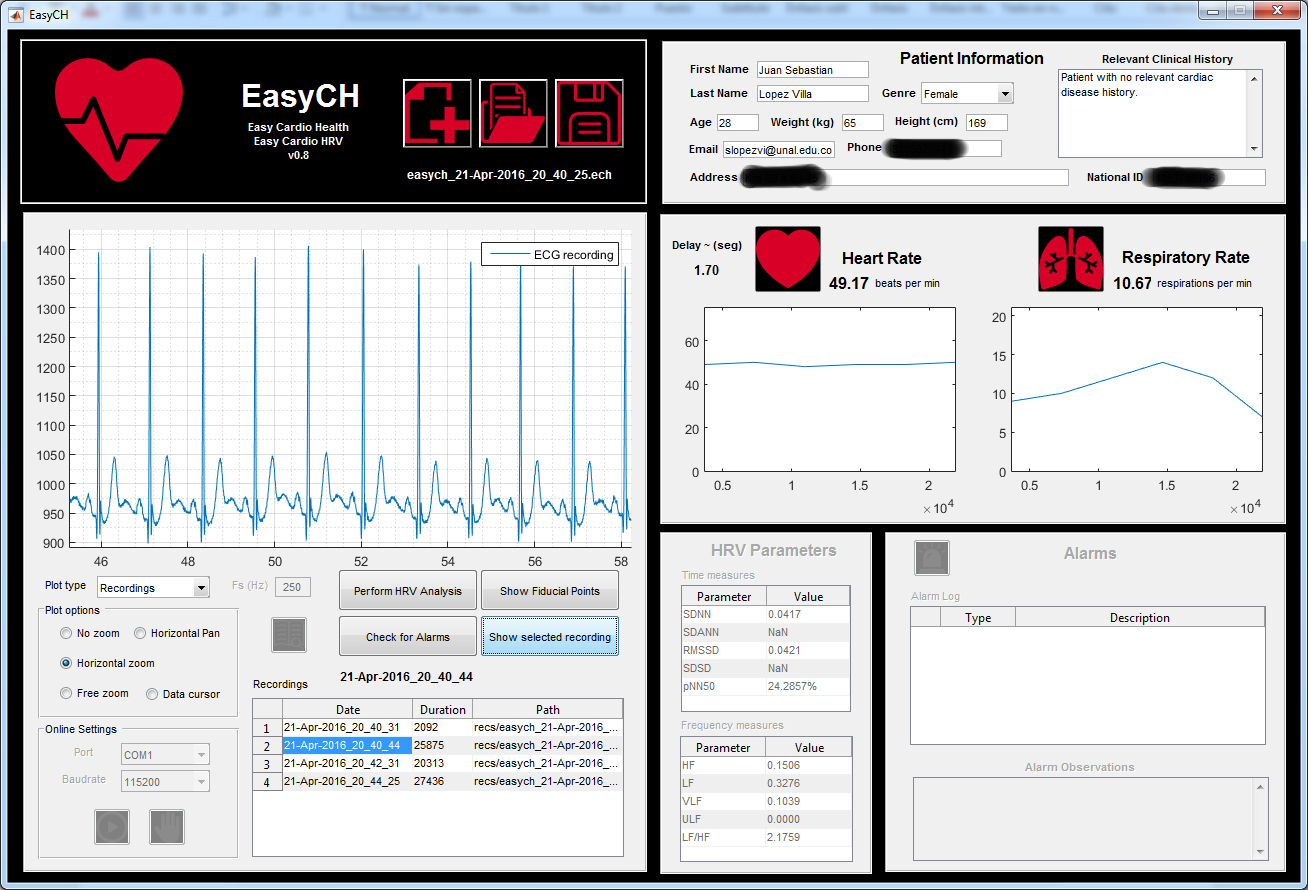 EasyCH
EasyCH
Easy Cardio Health
Easy Cardio HRV
v0.8
easych_21-Apr-2016_20_40_25.ech
Patient Information
First Name Juan Sebastian
Last Name Lopez Villa Genre Female
Age 28 Weight (kg) 65 Height (cm) 169
Email slopezvi@unal.edu.co Phone
Address National ID
Relevant Clinical History
Patient with no relevant cardiac
disease history.
1400
1350
1300
1250
1200
1150
1100
1050
1000
950
900
46 48 50 52 54 56 58
ECG recording
Delay ~ (seg)
1.70
Heart Rate
49.17 beats per min
60
40
20
0
0.5 1 1.5 2
× 10^4
Respiratory Rate
10.67 respirations per min
20
15
10
5
0
0.5 1 1.5 2
× 10^4
Plot type Recordings Fs (Hz) 250
Perform HRV Analysis Show Fiducial Points
Check for Alarms Show selected recording
Plot options
No zoom Horizontal Pan
Horizontal zoom
Free zoom Data cursor
Online Settings
Port COM1
Baudrate 115200
21-Apr-2016_20_40_44
Recordings
Date Duration Path
1 21-Apr-2016_20_40_31 2092 recs/easych_21-Apr-2016_...
2 21-Apr-2016_20_40_44 25875 recs/easych_21-Apr-2016_...
3 21-Apr-2016_20_42_31 20313 recs/easych_21-Apr-2016_...
4 21-Apr-2016_20_44_25 27436 recs/easych_21-Apr-2016_...
HRV Parameters
Time measures
Parameter Value
SDNN 0.0417
SDANN NaN
RMSSD 0.0421
SDSD NaN
pNN50 24.2857%
Frequency measures
Parameter Value
HF 0.1506
LF 0.3276
VLF 0.1039
ULF 0.0000
LF/HF 2.1759
Alarms
Alarm Log
Type Description
Alarm Observations